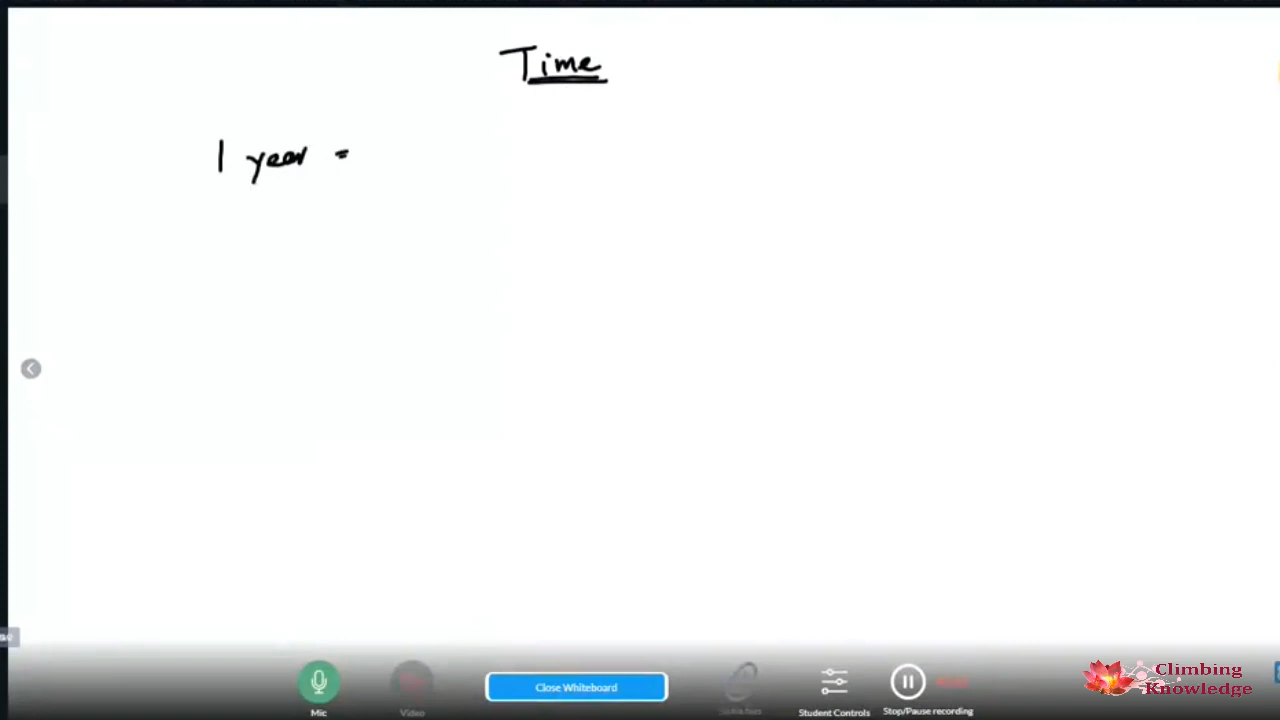 Time
1 year =
Mic
Video
Close Whiteboard
Student Controls
Stop/Pause recording
Climbing
Knowledge